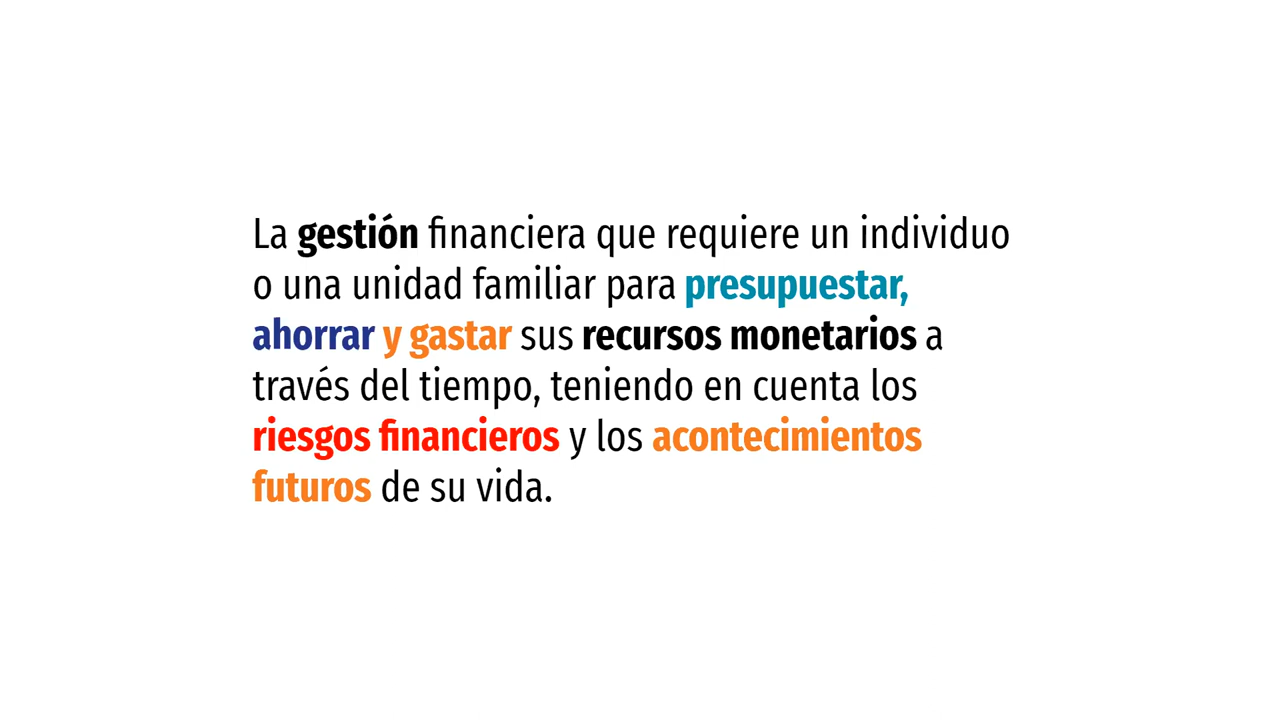 La gestión financiera que requiere un individuo
o una unidad familiar para presupuestar,
ahorrar y gastar sus recursos monetarios a
través del tiempo, teniendo en cuenta los
riesgos financieros y los acontecimientos
futuros de su vida.